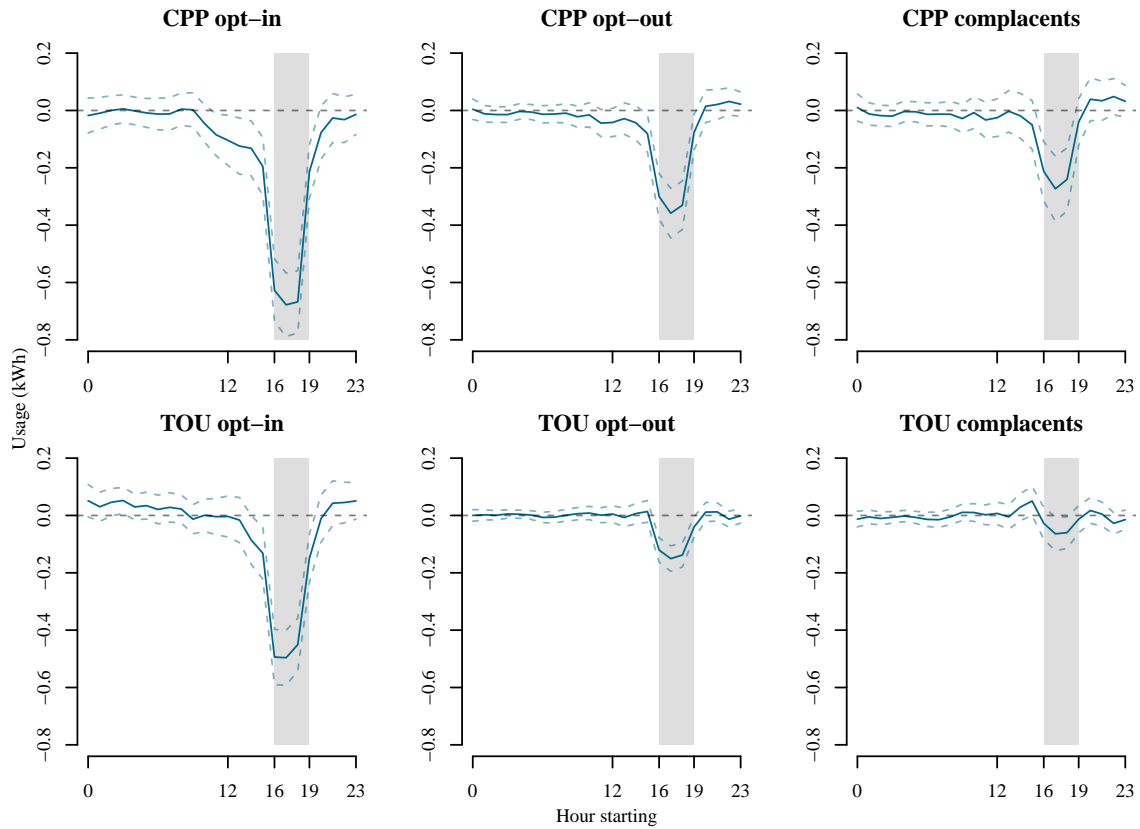 CPP opt−in
CPP opt−out
CPP complacents
0.2
0.0
−0.2
−0.4
−0.6
−0.8
0 12 16 19 23
0.2
0.0
−0.2
−0.4
−0.6
−0.8
0 12 16 19 23
0.2
0.0
−0.2
−0.4
−0.6
−0.8
0 12 16 19 23
Usage (kWh)
TOU opt−in
TOU opt−out
TOU complacents
0.2
0.0
−0.2
−0.4
−0.6
−0.8
0 12 16 19 23
0.2
0.0
−0.2
−0.4
−0.6
−0.8
0 12 16 19 23
0.2
0.0
−0.2
−0.4
−0.6
−0.8
0 12 16 19 23
Hour starting